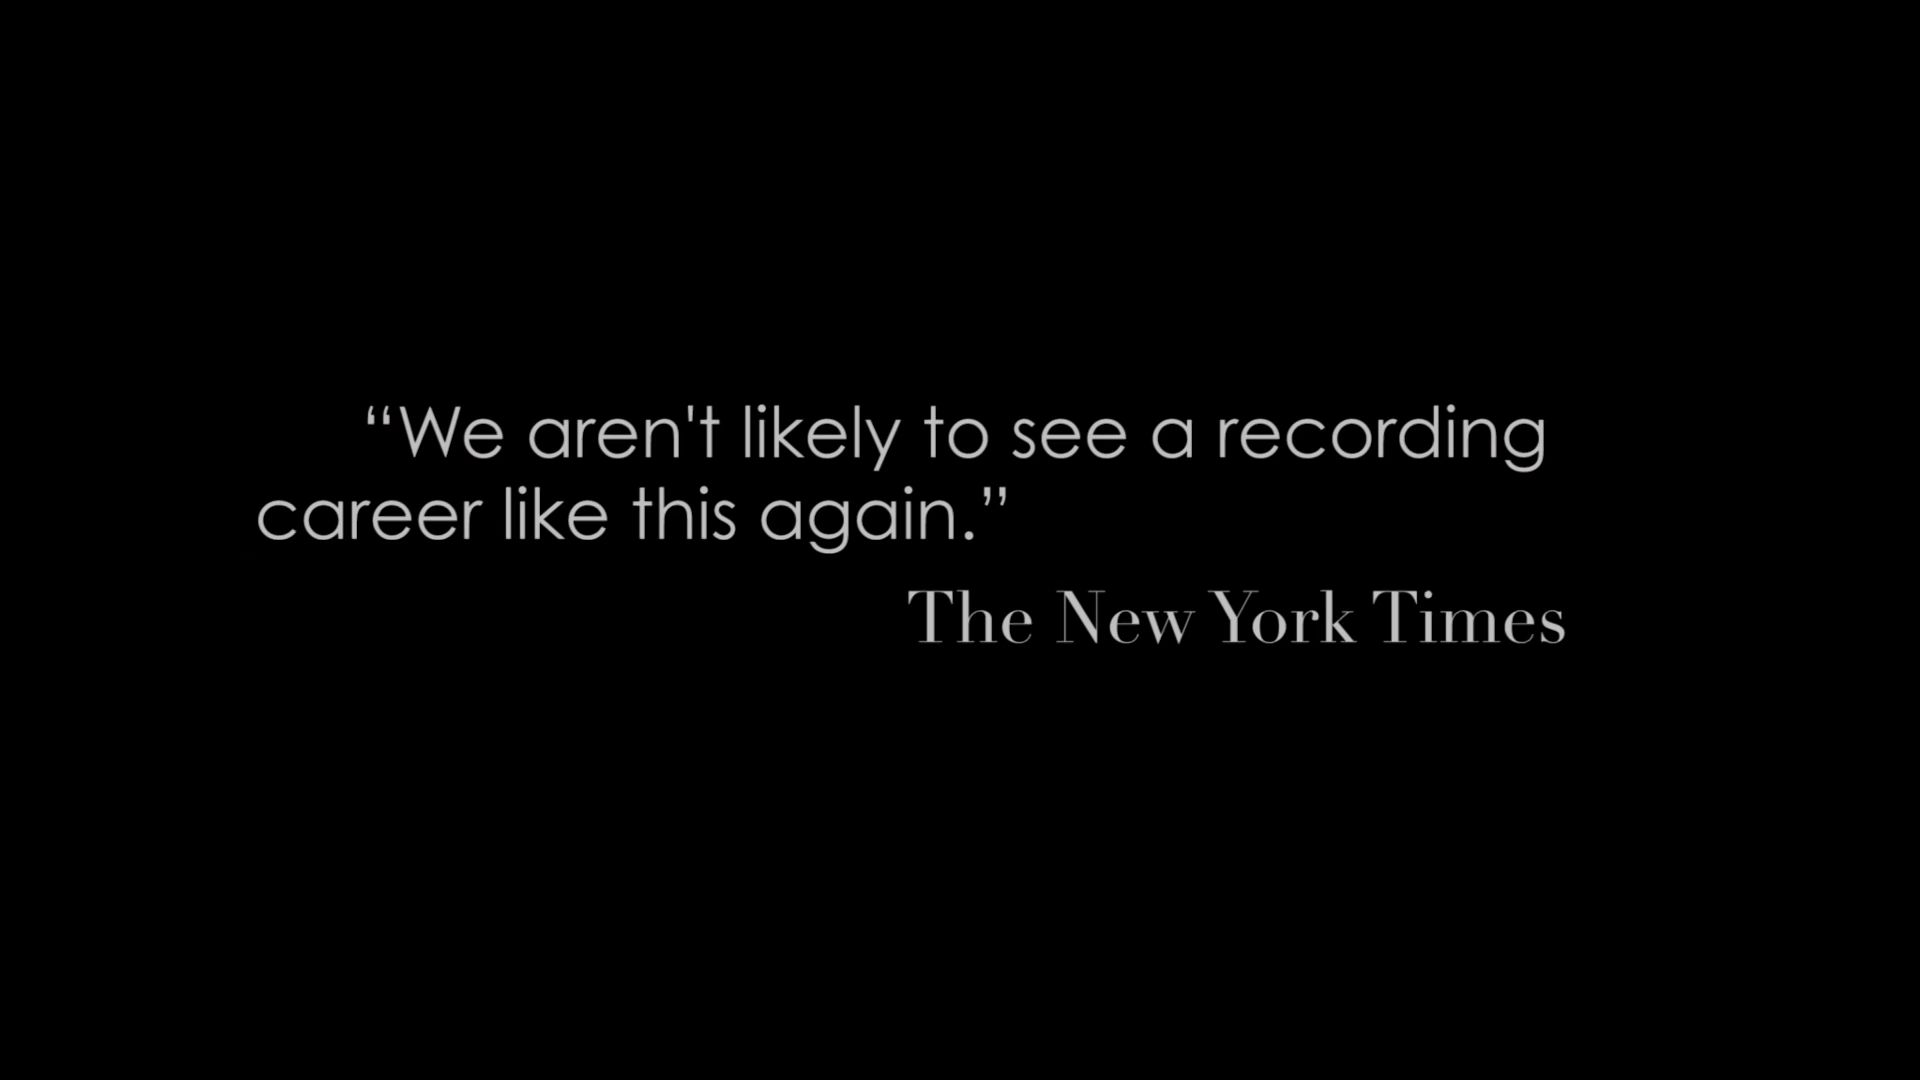 “We aren't likely to see a recording
career like this again.”
The New York Times